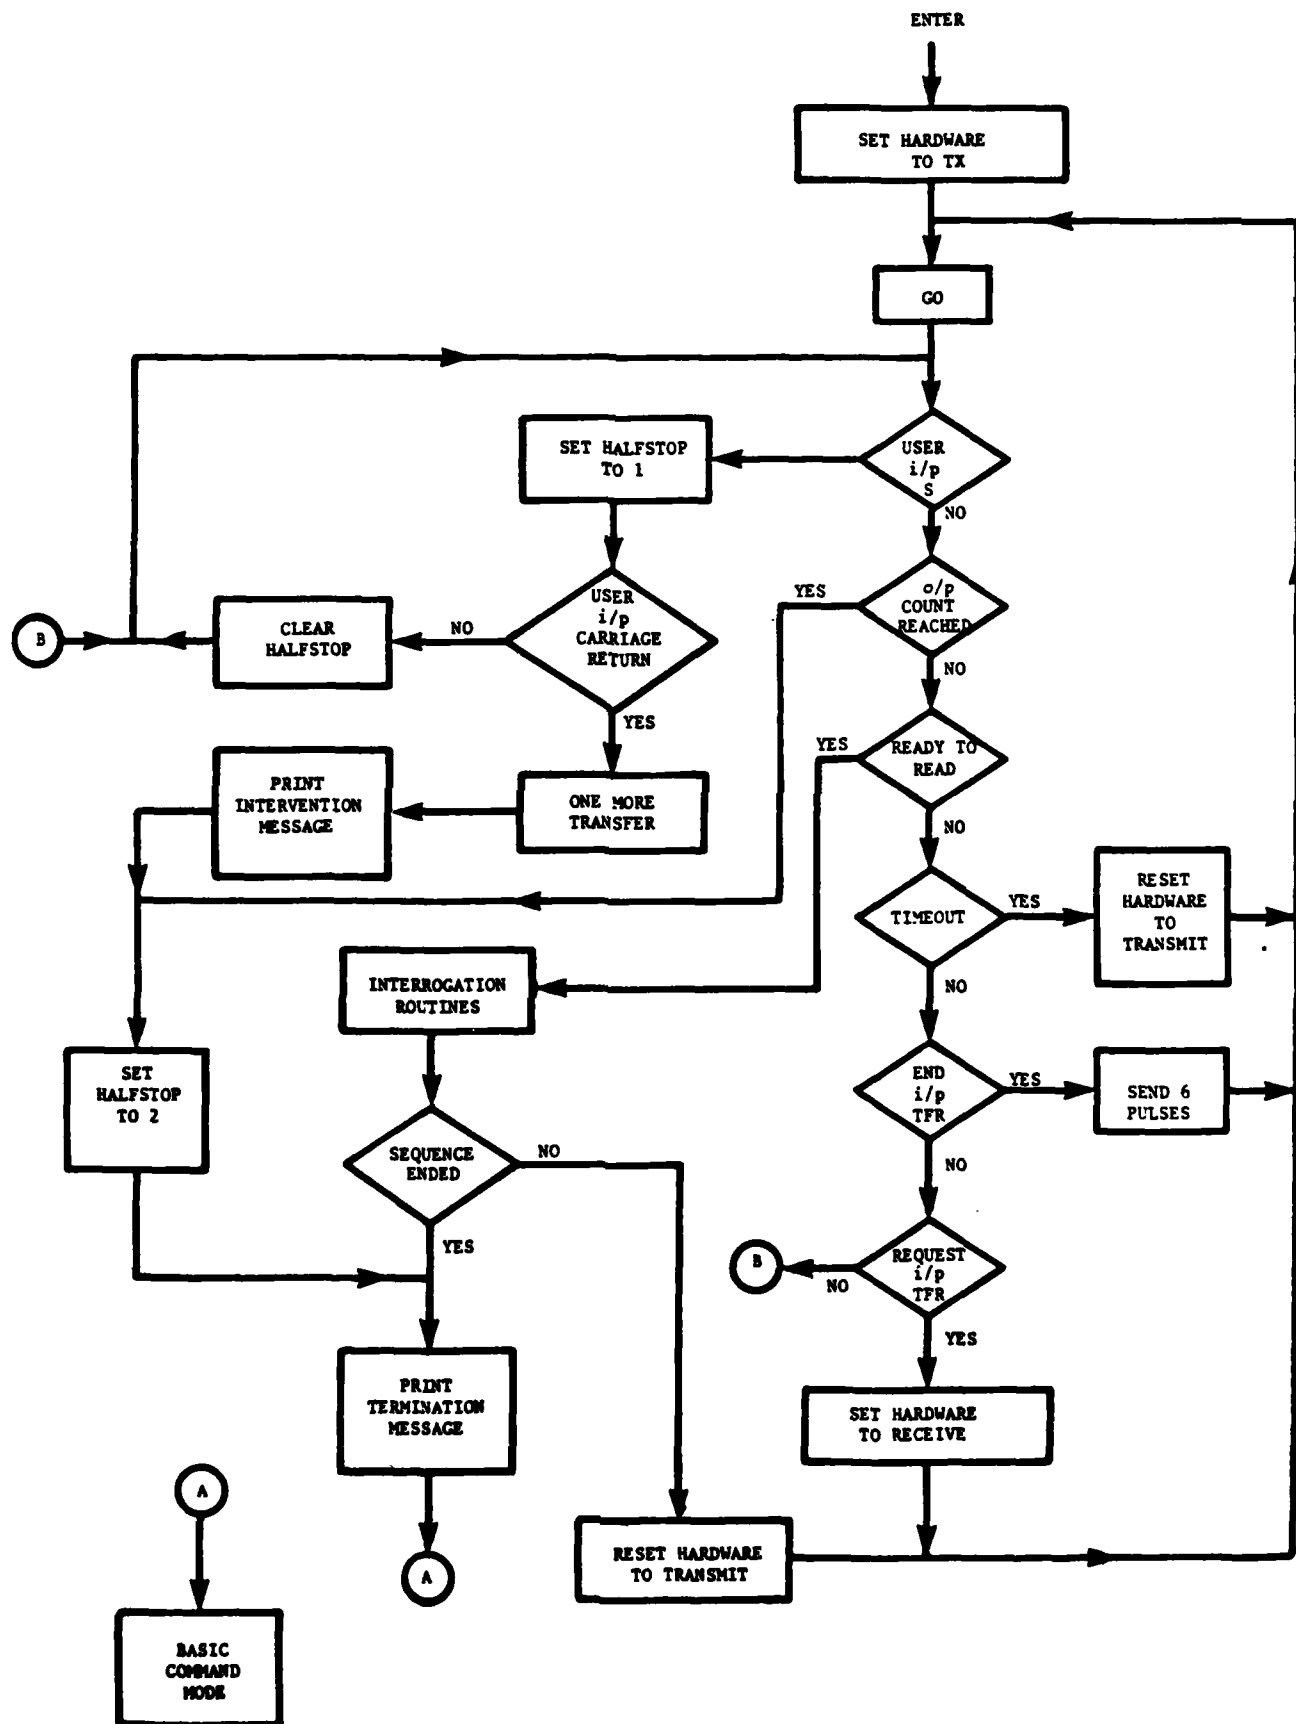 ENTER
SET HARDWARE
TO TX
GO
USER
i/p
S
NO
SET HALFSTOP
TO 1
o/p
COUNT
REACHED
YES
NO
USER
i/p
CARRIAGE
RETURN
NO
YES
CLEAR
HALFSTOP
B
READY TO
READ
YES
NO
ONE MORE
TRANSFER
PRINT
INTERVENTION
MESSAGE
TIMEOUT
YES
NO
RESET
HARDWARE
TO
TRANSMIT
INTERROGATION
ROUTINES
SET
HALFSTOP
TO 2
END
i/p
TFR
YES
NO
SEND 6
PULSES
SEQUENCE
ENDED
NO
YES
REQUEST
i/p
TFR
NO
YES
B
PRINT
TERMINATION
MESSAGE
SET HARDWARE
TO RECEIVE
A
RESET HARDWARE
TO TRANSMIT
A
BASIC
COMMAND
MODE